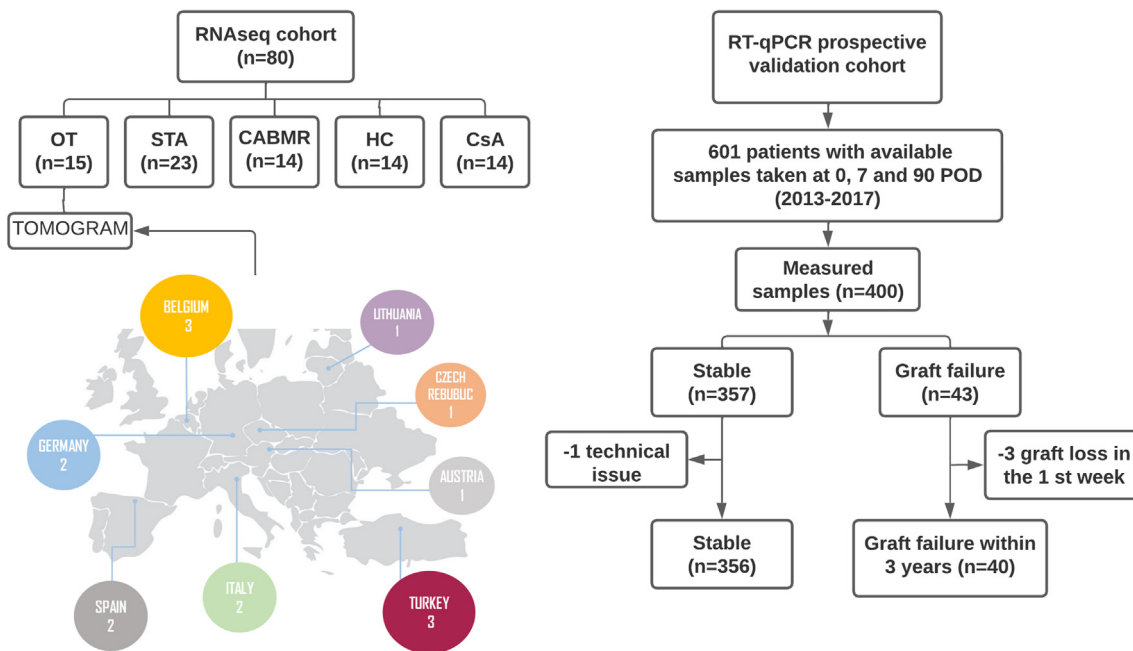 RNAseq cohort
(n=80)
OT
(n=15)
STA
(n=23)
CABMR
(n=14)
HC
(n=14)
CsA
(n=14)
TOMOGRAM
BELGIUM
3
LITHUANIA
1
CZECH
REBUBLIC
1
GERMANY
2
AUSTRIA
1
SPAIN
2
ITALY
2
TURKEY
3
RT-qPCR prospective
validation cohort
601 patients with available
samples taken at 0, 7 and 90 POD
(2013-2017)
Measured
samples (n=400)
Stable
(n=357)
Graft failure
(n=43)
-1 technical
issue
-3 graft loss in
the 1 st week
Stable
(n=356)
Graft failure within
3 years (n=40)